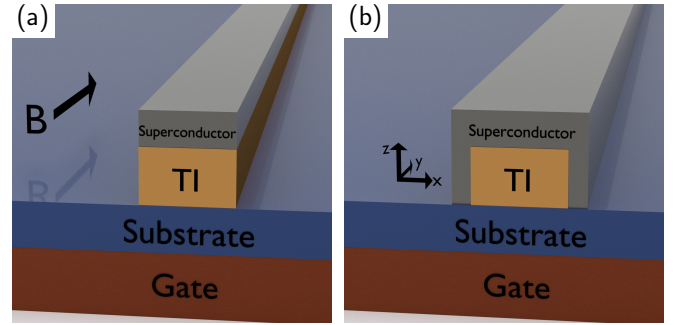 (a)
B
Superconductor
TI
Substrate
Gate
(b)
Superconductor
z
y
x
TI
Substrate
Gate